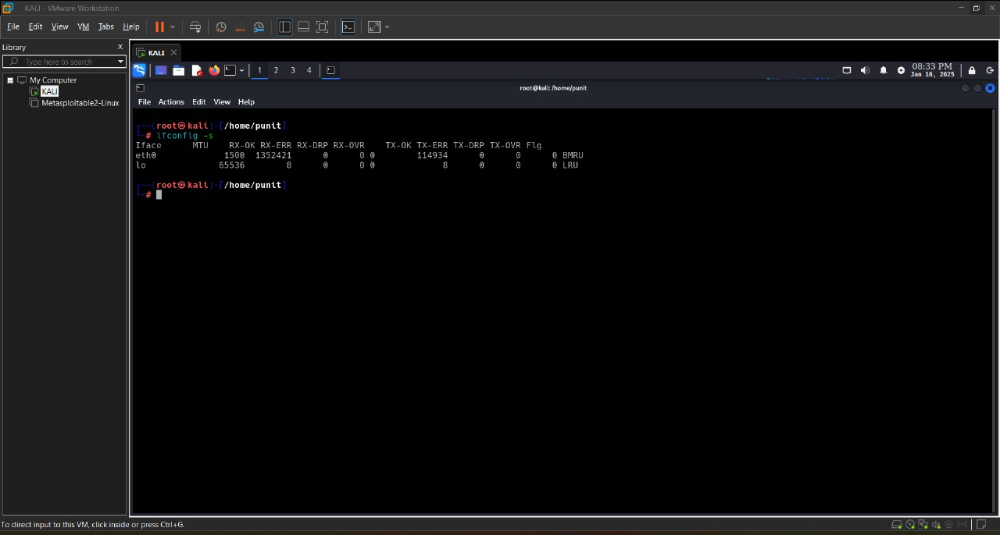 KALI - VMware Workstation
File Edit View VM Tabs Help
Library
Type here to search
My Computer
KALI
Metasploitable2-Linux
KALI
1 2 3 4
08:33 PM
Jan 16, 2025
root@kali: /home/punit
File Actions Edit View Help
(root㉿kali)-[/home/punit]
# ifconfig -s
Iface MTU RX-OK RX-ERR RX-DRP RX-OVR TX-OK TX-ERR TX-DRP TX-OVR Flg
eth0 1500 1352421 0 0 0 114934 0 0 0 BMRU
lo 65536 8 0 0 0 8 0 0 0 LRU
(root㉿kali)-[/home/punit]
#
To direct input to this VM, click inside or press Ctrl+G.